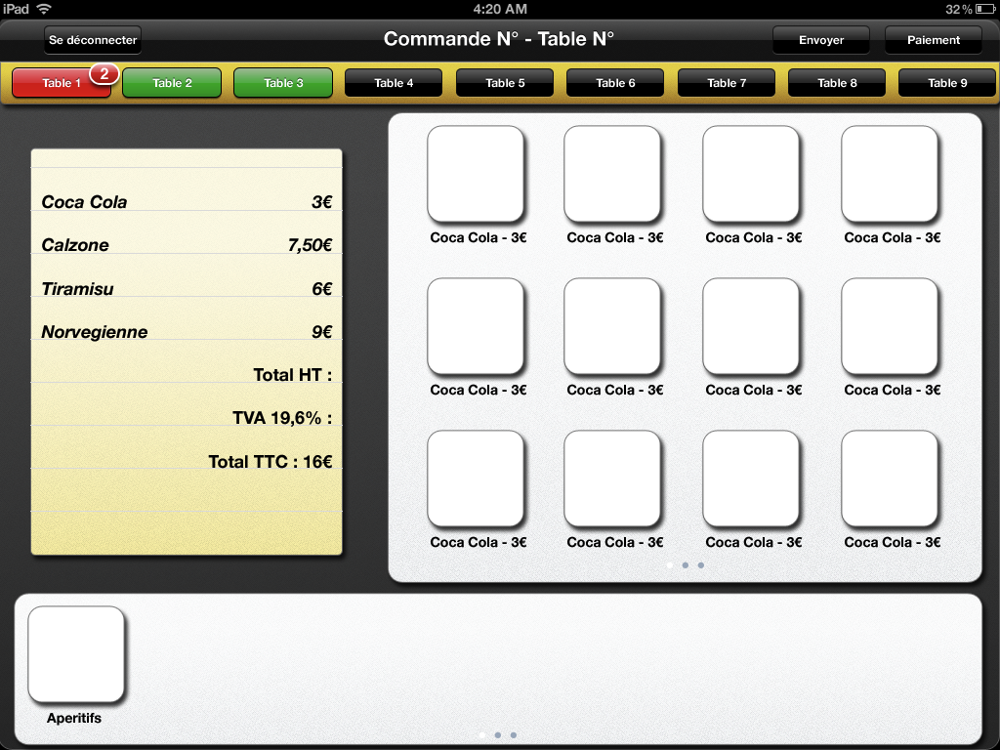 iPad 4:20 AM 32 %
Se déconnecter Commande N° - Table N° Envoyer Paiement
Table 1 2 Table 2 Table 3 Table 4 Table 5 Table 6 Table 7 Table 8 Table 9
Coca Cola 3€
Calzone 7,50€
Tiramisu 6€
Norvegienne 9€
Total HT :
TVA 19,6% :
Total TTC : 16€
Coca Cola - 3€ Coca Cola - 3€ Coca Cola - 3€ Coca Cola - 3€
Coca Cola - 3€ Coca Cola - 3€ Coca Cola - 3€ Coca Cola - 3€
Coca Cola - 3€ Coca Cola - 3€ Coca Cola - 3€ Coca Cola - 3€
Aperitifs